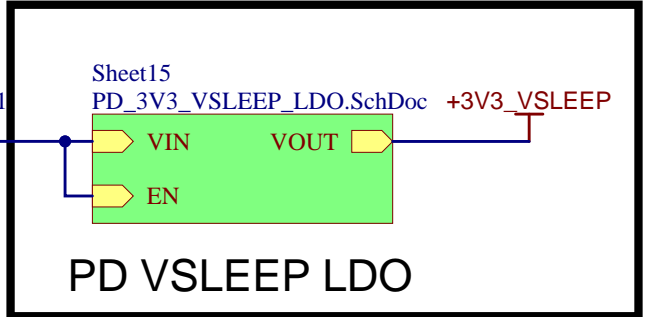 Sheet15
PD_3V3_VSLEEP_LDO.SchDoc +3V3_VSLEEP
VIN VOUT
EN
PD VSLEEP LDO